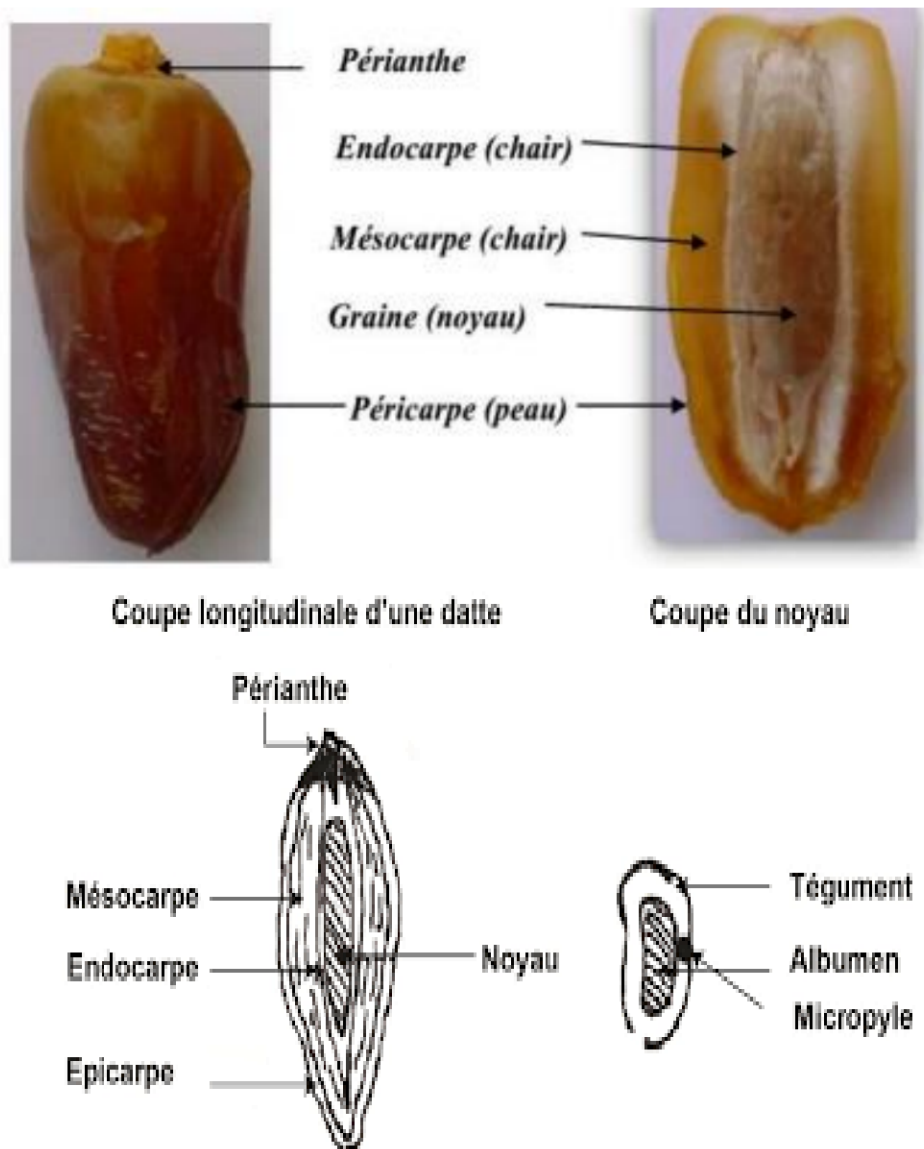 Périanthe
Endocarpe (chair)
Mésocarpe (chair)
Graine (noyau)
Péricarpe (peau)
Coupe longitudinale d'une datte
Coupe du noyau
Périanthe
Mésocarpe
Endocarpe
Noyau
Epicarpe
Tégument
Albumen
Micropyle